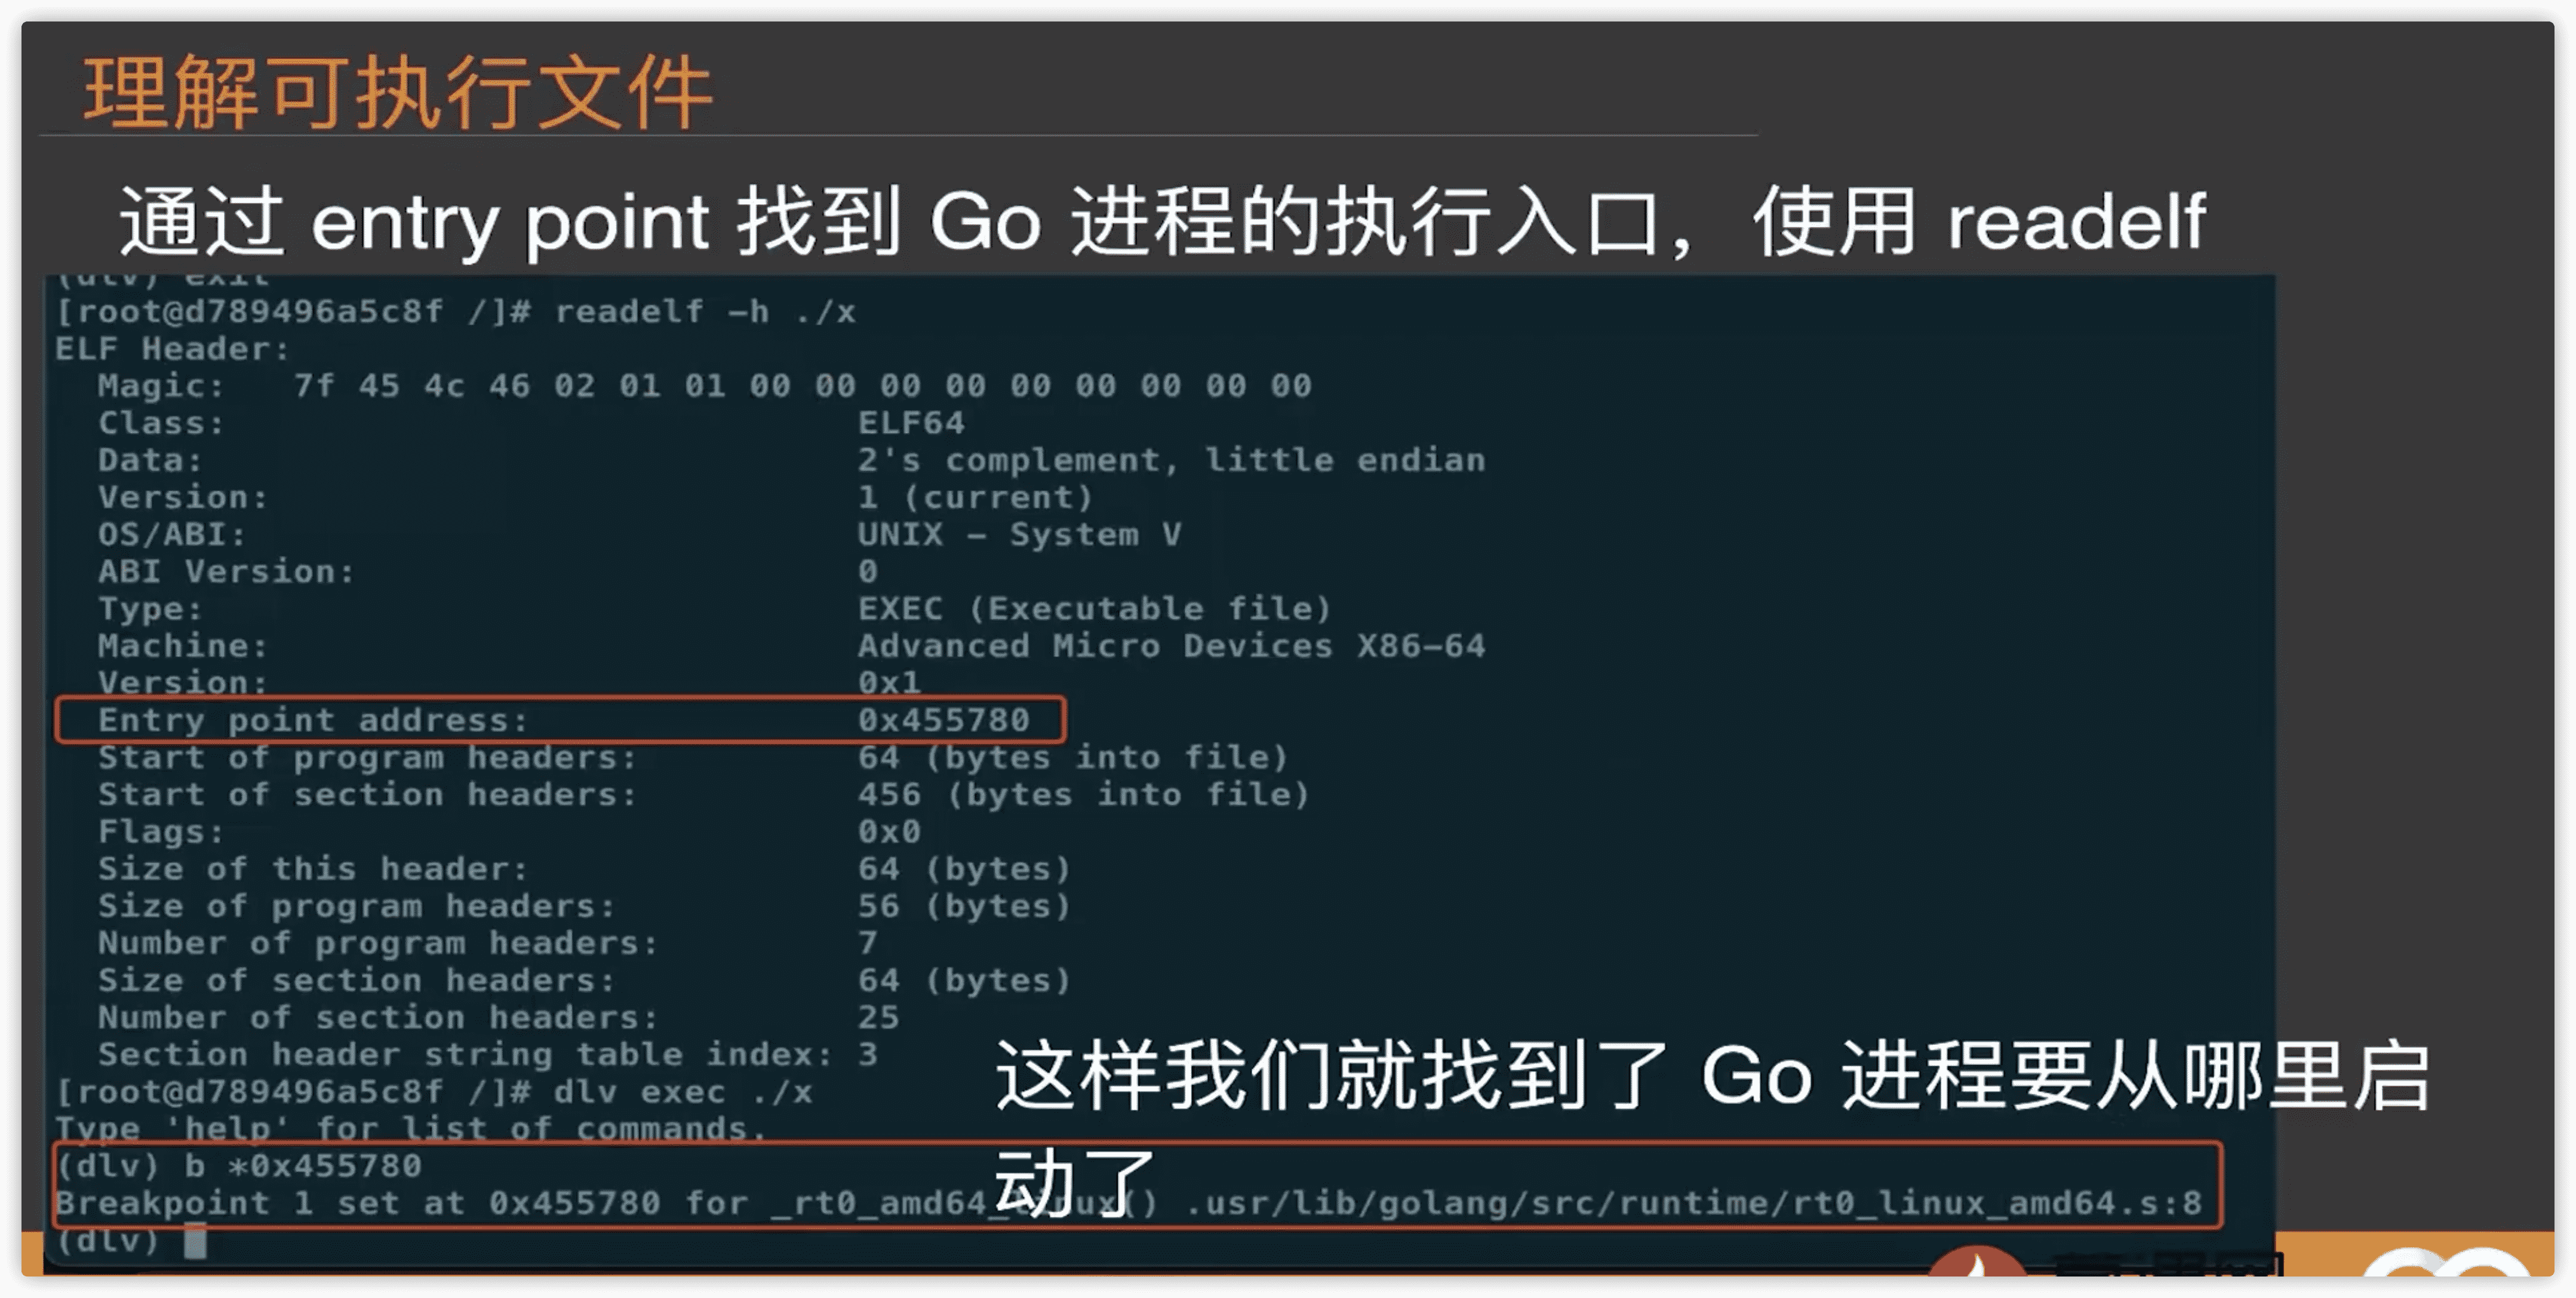 理解可执行文件
通过 entry point 找到 Go 进程的执行入口，使用 readelf
(dlv) exit
[root@d789496a5c8f /]# readelf -h ./x
ELF Header:
Magic: 7f 45 4c 46 02 01 01 00 00 00 00 00 00 00 00 00
Class: ELF64
Data: 2's complement, little endian
Version: 1 (current)
OS/ABI: UNIX - System V
ABI Version: 0
Type: EXEC (Executable file)
Machine: Advanced Micro Devices X86-64
Version: 0x1
Entry point address: 0x455780
Start of program headers: 64 (bytes into file)
Start of section headers: 456 (bytes into file)
Flags: 0x0
Size of this header: 64 (bytes)
Size of program headers: 56 (bytes)
Number of program headers: 7
Size of section headers: 64 (bytes)
Number of section headers: 25
Section header string table index: 3
[root@d789496a5c8f /]# dlv exec ./x
Type 'help' for list of commands.
(dlv) b *0x455780
Breakpoint 1 set at 0x455780 for _rt0_amd64_linux() .usr/lib/golang/src/runtime/rt0_linux_amd64.s:8
(dlv)
这样我们就找到了 Go 进程要从哪里启
动了